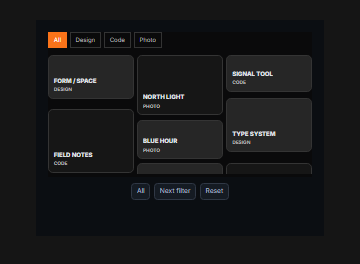 All Design Code Photo
FORM / SPACE
DESIGN
NORTH LIGHT
PHOTO
SIGNAL TOOL
CODE
FIELD NOTES
CODE
BLUE HOUR
PHOTO
TYPE SYSTEM
DESIGN
All Next filter Reset